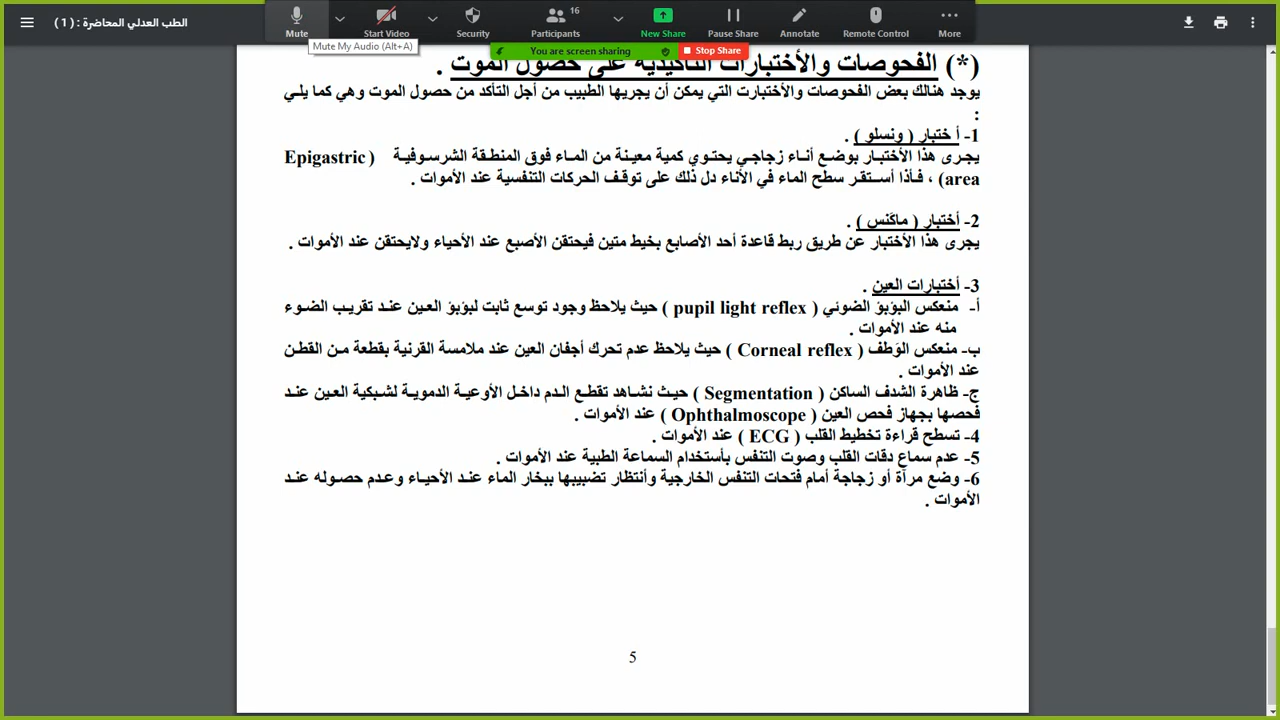 الطب العدلي المحاضرة : ( 1 )
Mute
Start Video
Security
Participants
16
New Share
Pause Share
Annotate
Remote Control
More
Mute My Audio (Alt+A)
You are screen sharing
Stop Share
(*) الفحوصات والأختبارات التأكيدية على حصول الموت .
يوجد هنالك بعض الفحوصات والأختبارت التي يمكن أن يجريها الطبيب من أجل التأكد من حصول الموت وهي كما يلي
:
1- أ ختبار ( ونسلو ) .
يجرى هذا الأختبار بوضع أناء زجاجي يحتوي كمية معينة من الماء فوق المنطقة الشرسوفية ( Epigastric
area) ، فأذا أستقر سطح الماء في الأناء دل ذلك على توقف الحركات التنفسية عند الأموات .
2- أختبار ( ماكنس ) .
يجرى هذا الأختبار عن طريق ربط قاعدة أحد الأصابع بخيط متين فيحتقن الأصبع عند الأحياء ولايحتقن عند الأموات .
3- أختبارات العين .
أ- منعكس البؤبؤ الضوئي ( pupil light reflex ) حيث يلاحظ وجود توسع ثابت لبؤبؤ العين عند تقريب الضوء
منه عند الأموات .
ب- منعكس الوَطف ( Corneal reflex ) حيث يلاحظ عدم تحرك أجفان العين عند ملامسة القرنية بقطعة من القطن
عند الأموات .
ج- ظاهرة الشدف الساكن ( Segmentation ) حيث نشاهد تقطع الدم داخل الأوعية الدموية لشبكية العين عند
فحصها بجهاز فحص العين ( Ophthalmoscope ) عند الأموات .
4- تسطح قراءة تخطيط القلب ( ECG ) عند الأموات .
5- عدم سماع دقات القلب وصوت التنفس بأستخدام السماعة الطبية عند الأموات .
6- وضع مرآة أو زجاجة أمام فتحات التنفس الخارجية وأنتظار تضبيبها ببخار الماء عند الأحياء وعدم حصوله عند
الأموات .
5